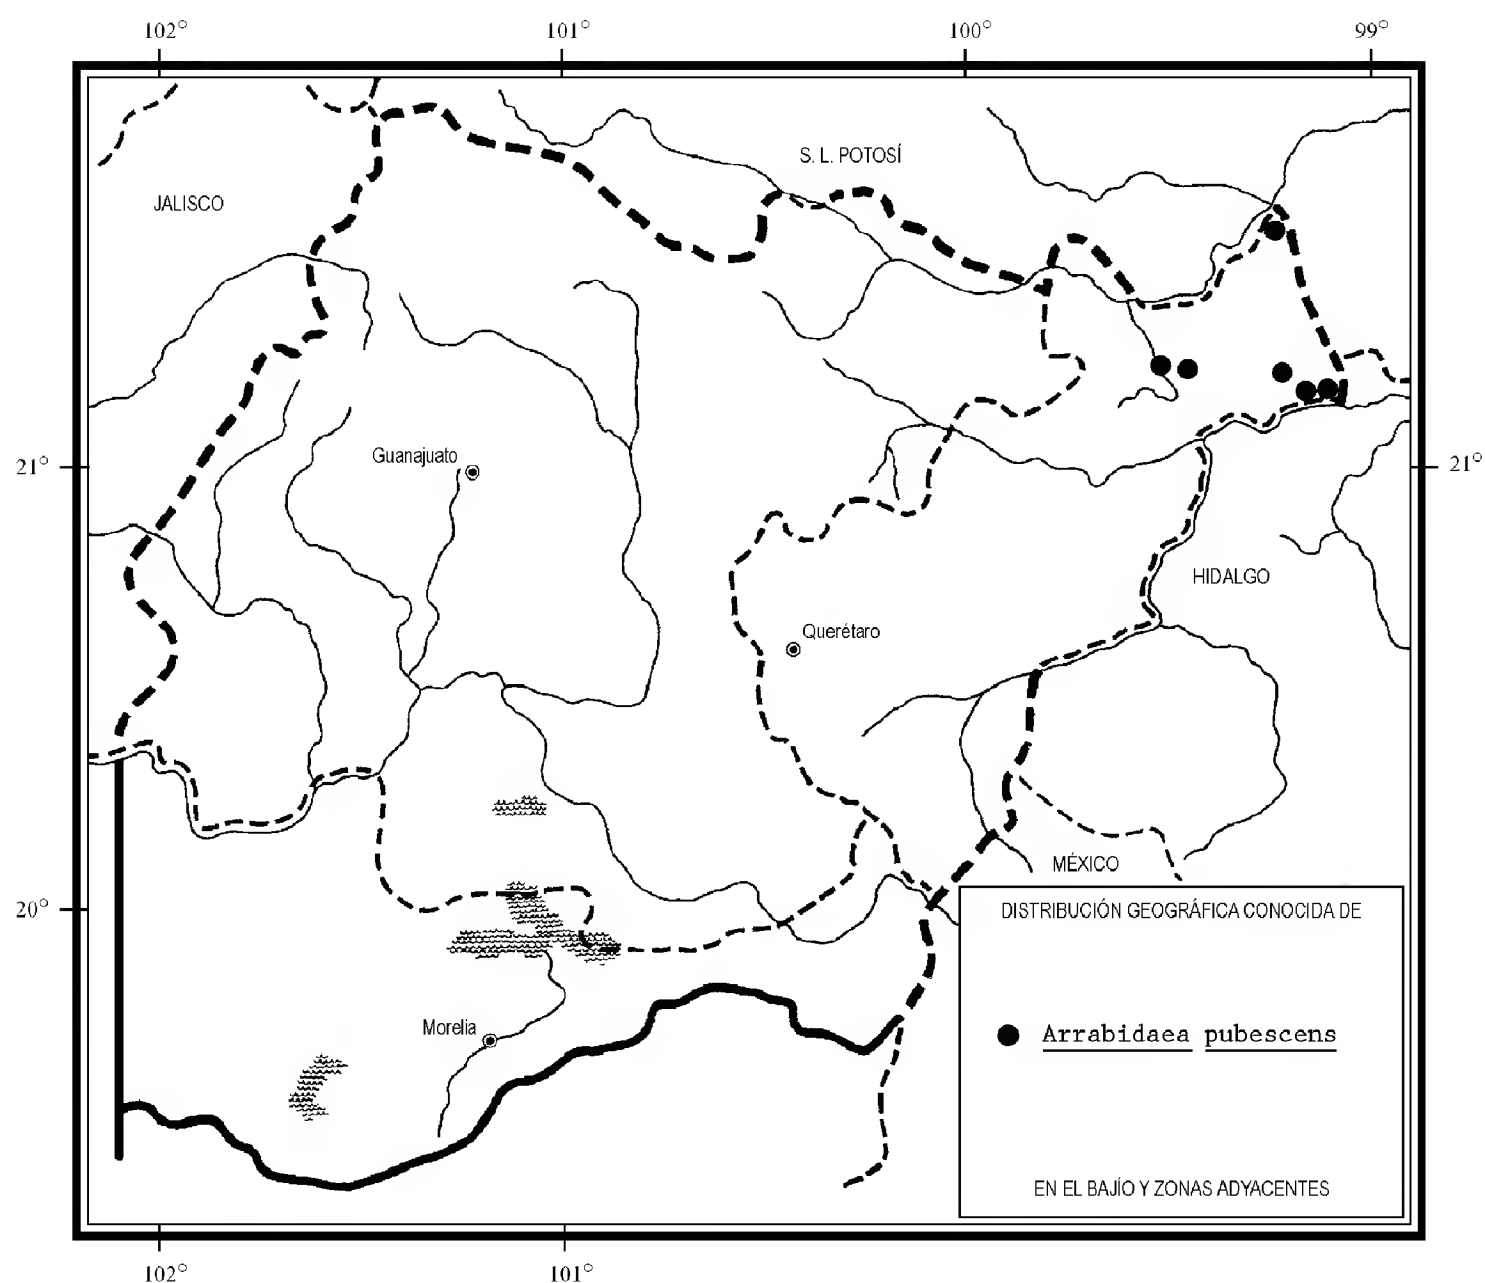 102° 101° 100° 99°
S. L. POTOSÍ
JALISCO
Guanajuato
21° 21°
HIDALGO
Querétaro
MÉXICO
20°
DISTRIBUCIÓN GEOGRÁFICA CONOCIDA DE
Morelia
Arrabidaea pubescens
EN EL BAJÍO Y ZONAS ADYACENTES
102° 101°